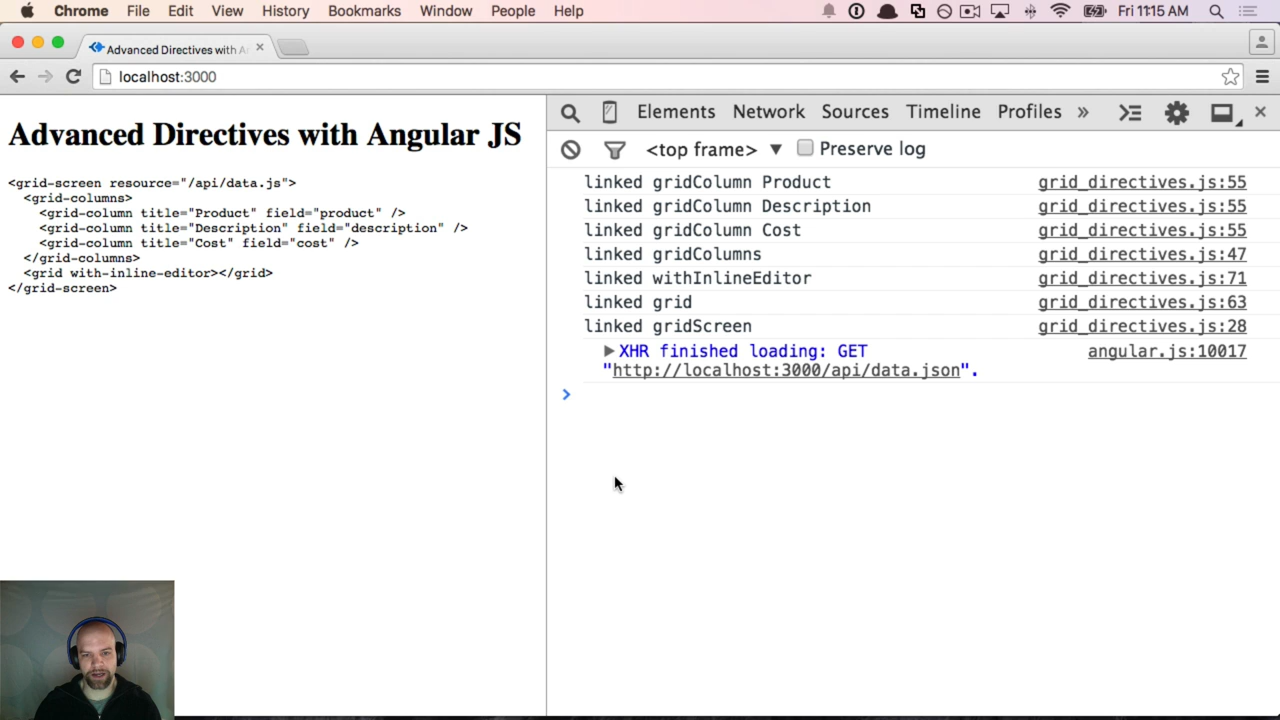 Chrome File Edit View History Bookmarks Window People Help Fri 11:15 AM
Advanced Directives with A
localhost:3000
Elements Network Sources Timeline Profiles »
<top frame> ▼ Preserve log
Advanced Directives with Angular JS
<grid-screen resource="/api/data.js">
<grid-columns>
<grid-column title="Product" field="product" />
<grid-column title="Description" field="description" />
<grid-column title="Cost" field="cost" />
</grid-columns>
<grid with-inline-editor></grid>
</grid-screen>
linked gridColumn Product grid_directives.js:55
linked gridColumn Description grid_directives.js:55
linked gridColumn Cost grid_directives.js:55
linked gridColumns grid_directives.js:47
linked withInlineEditor grid_directives.js:71
linked grid grid_directives.js:63
linked gridScreen grid_directives.js:28
XHR finished loading: GET angular.js:10017
"http://localhost:3000/api/data.json".